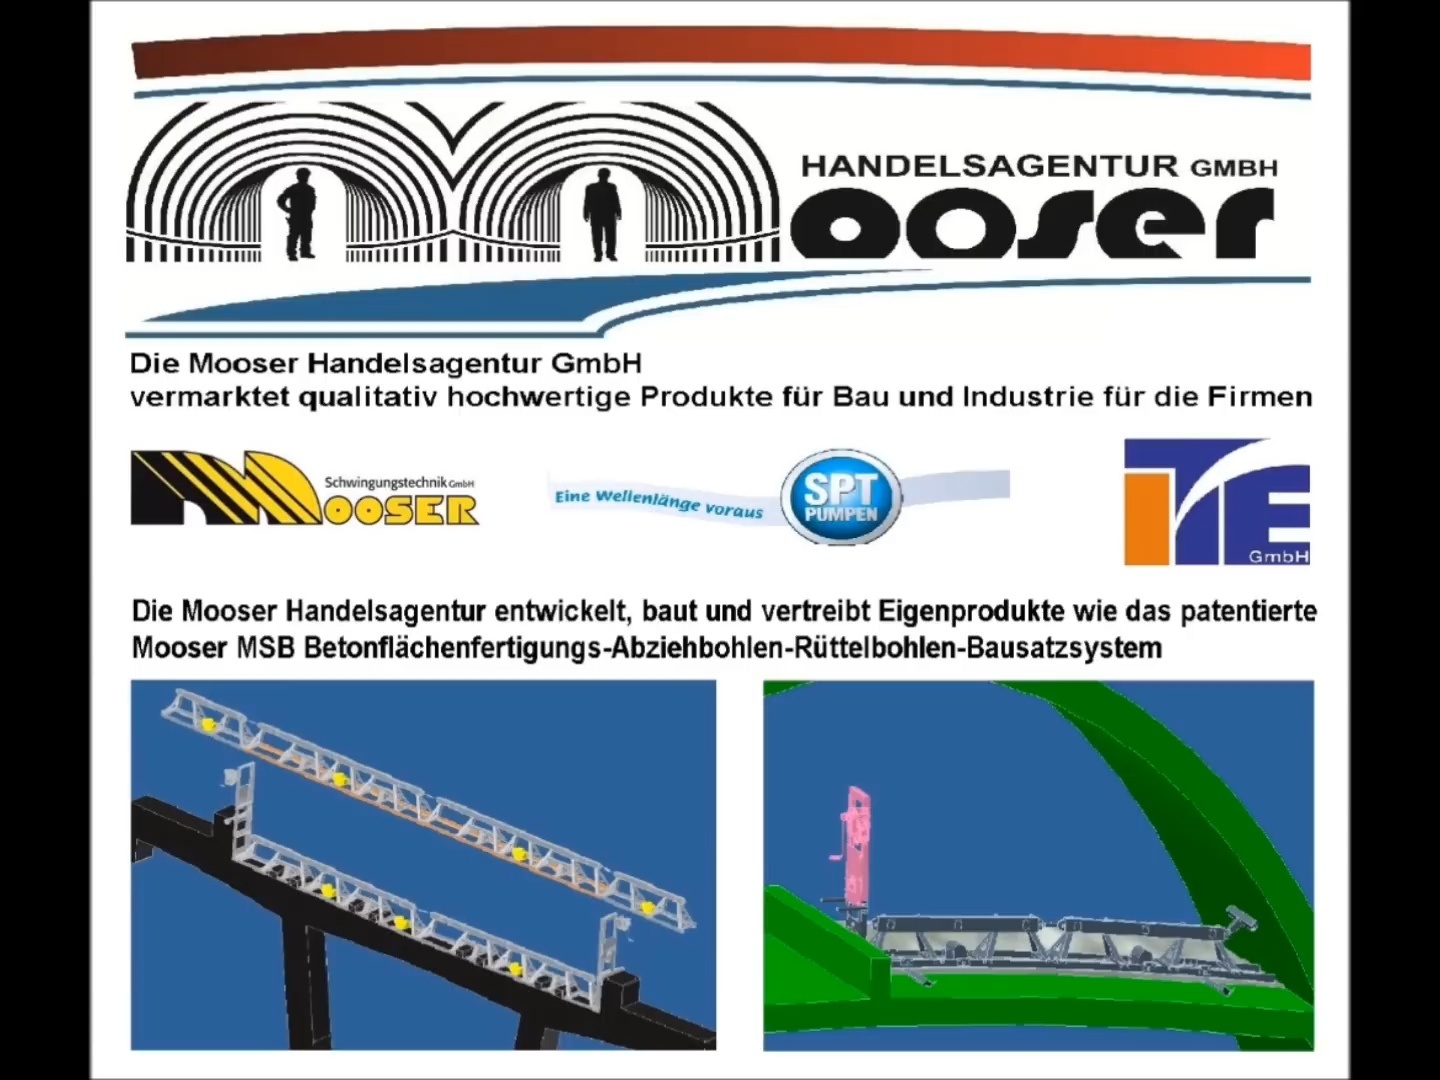 HANDELSAGENTUR GMBH
ooser
Die Mooser Handelsagentur GmbH
vermarktet qualitativ hochwertige Produkte für Bau und Industrie für die Firmen
Schwingungstechnik GmbH
MOOSER
Eine Wellenlänge voraus
SPT
PUMPEN
ITE
GmbH
Die Mooser Handelsagentur entwickelt, baut und vertreibt Eigenprodukte wie das patentierte
Mooser MSB Betonflächenfertigungs-Abziehbohlen-Rüttelbohlen-Bausatzsystem